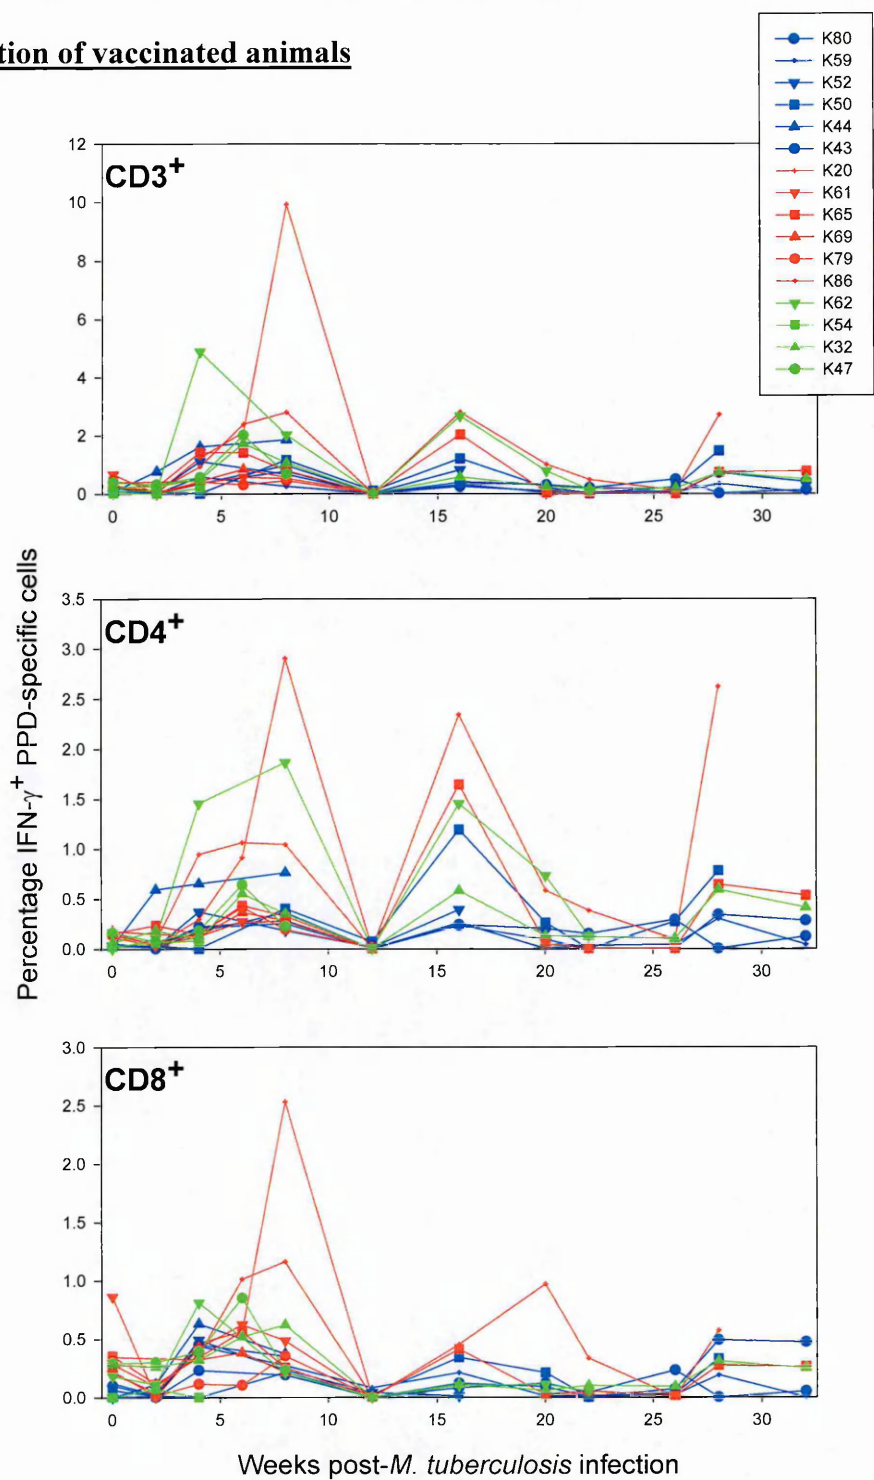 tion of vaccinated animals
K80
K59
K52
K50
K44
K43
K20
K61
K65
K69
K79
K86
K62
K54
K32
K47
CD3+
12
10
8
6
4
2
0
0 5 10 15 20 25 30
Percentage IFN-γ+ PPD-specific cells
CD4+
3.5
3.0
2.5
2.0
1.5
1.0
0.5
0.0
0 5 10 15 20 25 30
CD8+
3.0
2.5
2.0
1.5
1.0
0.5
0.0
0 5 10 15 20 25 30
Weeks post-M. tuberculosis infection